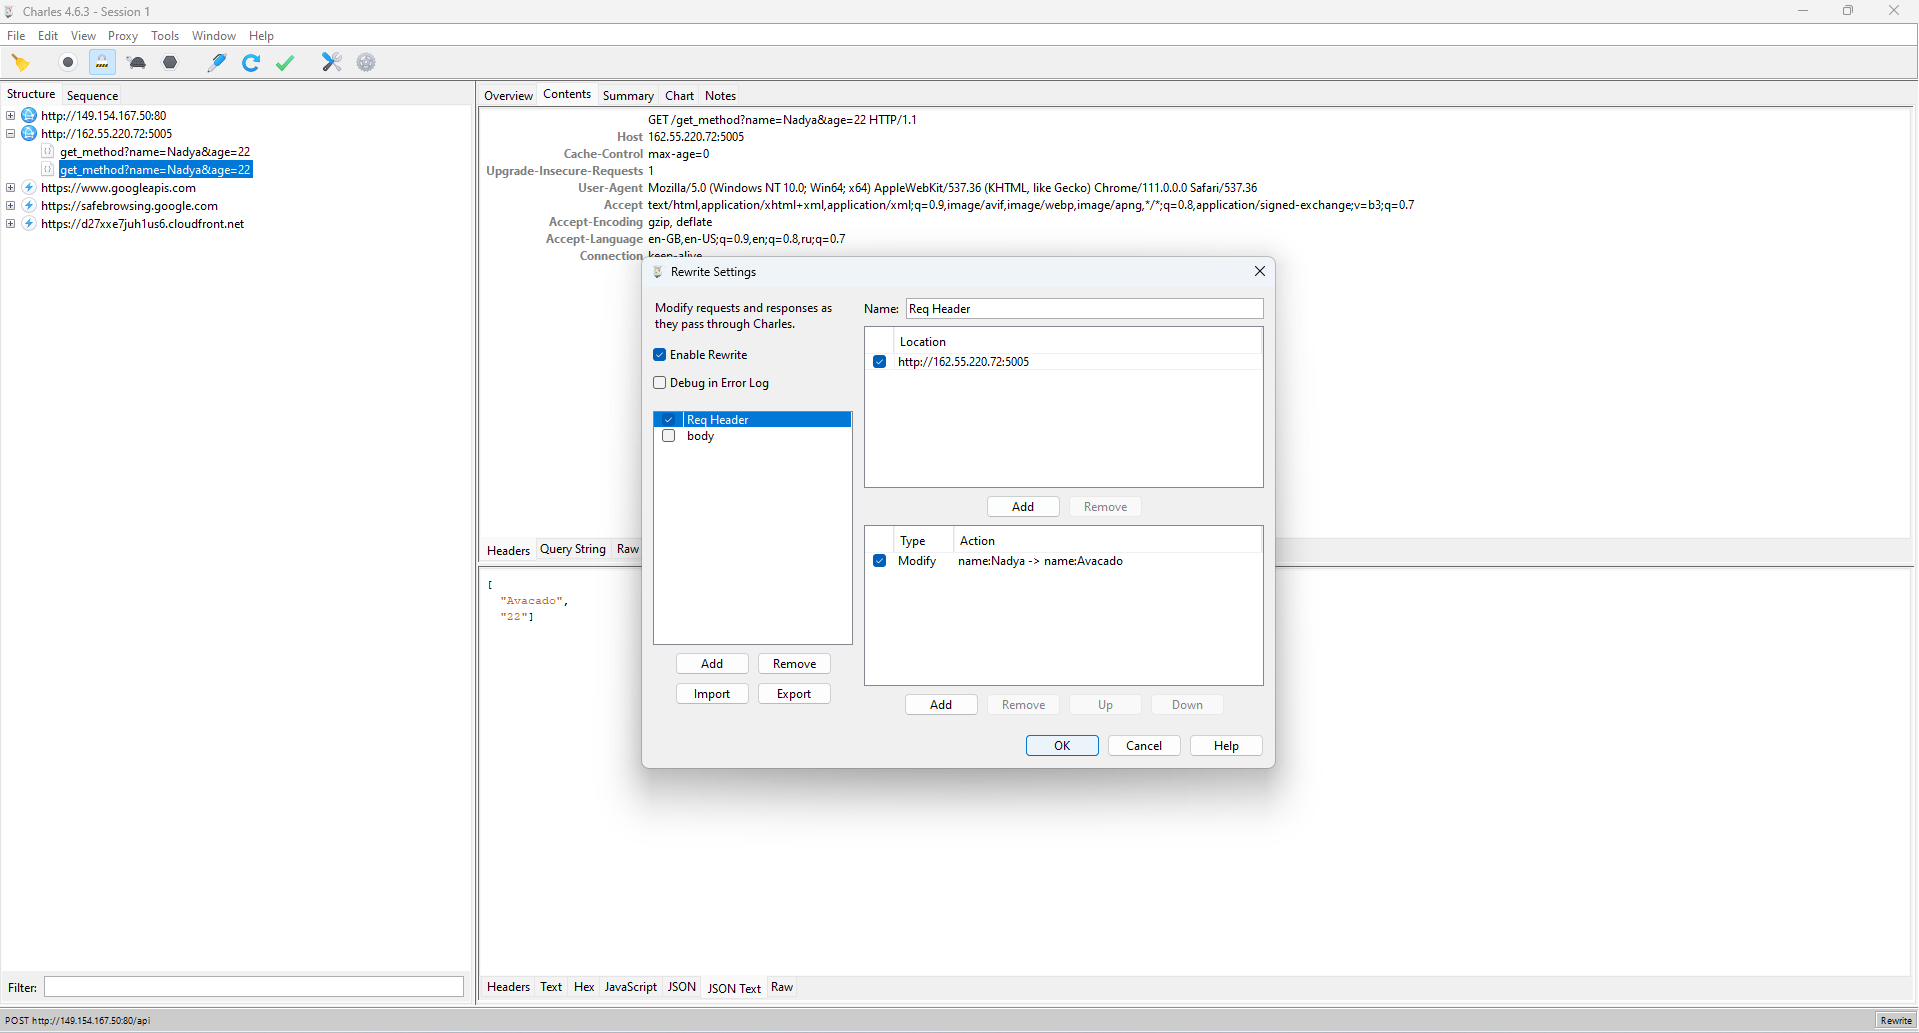 Charles 4.6.3 - Session 1
File Edit View Proxy Tools Window Help
Structure Sequence
http://149.154.167.50:80
http://162.55.220.72:5005
get_method?name=Nadya&age=22
get_method?name=Nadya&age=22
https://www.googleapis.com
https://safebrowsing.google.com
https://d27xxe7juh1us6.cloudfront.net
Filter:
Overview Contents Summary Chart Notes
GET /get_method?name=Nadya&age=22 HTTP/1.1
Host 162.55.220.72:5005
Cache-Control max-age=0
Upgrade-Insecure-Requests 1
User-Agent Mozilla/5.0 (Windows NT 10.0; Win64; x64) AppleWebKit/537.36 (KHTML, like Gecko) Chrome/111.0.0.0 Safari/537.36
Accept text/html,application/xhtml+xml,application/xml;q=0.9,image/avif,image/webp,image/apng,*/*;q=0.8,application/signed-exchange;v=b3;q=0.7
Accept-Encoding gzip, deflate
Accept-Language en-GB,en-US;q=0.9,en;q=0.8,ru;q=0.7
Connection keep-alive
Headers Query String Raw
[
"Avacado",
"22"]
Headers Text Hex JavaScript JSON JSON Text Raw
Rewrite Settings
Modify requests and responses as
they pass through Charles.
Enable Rewrite
Debug in Error Log
Req Header
body
Add Remove
Import Export
Name: Req Header
Location
http://162.55.220.72:5005
Add Remove
Type Action
Modify name:Nadya -> name:Avacado
Add Remove Up Down
OK Cancel Help
POST http://149.154.167.50:80/api
Rewrite